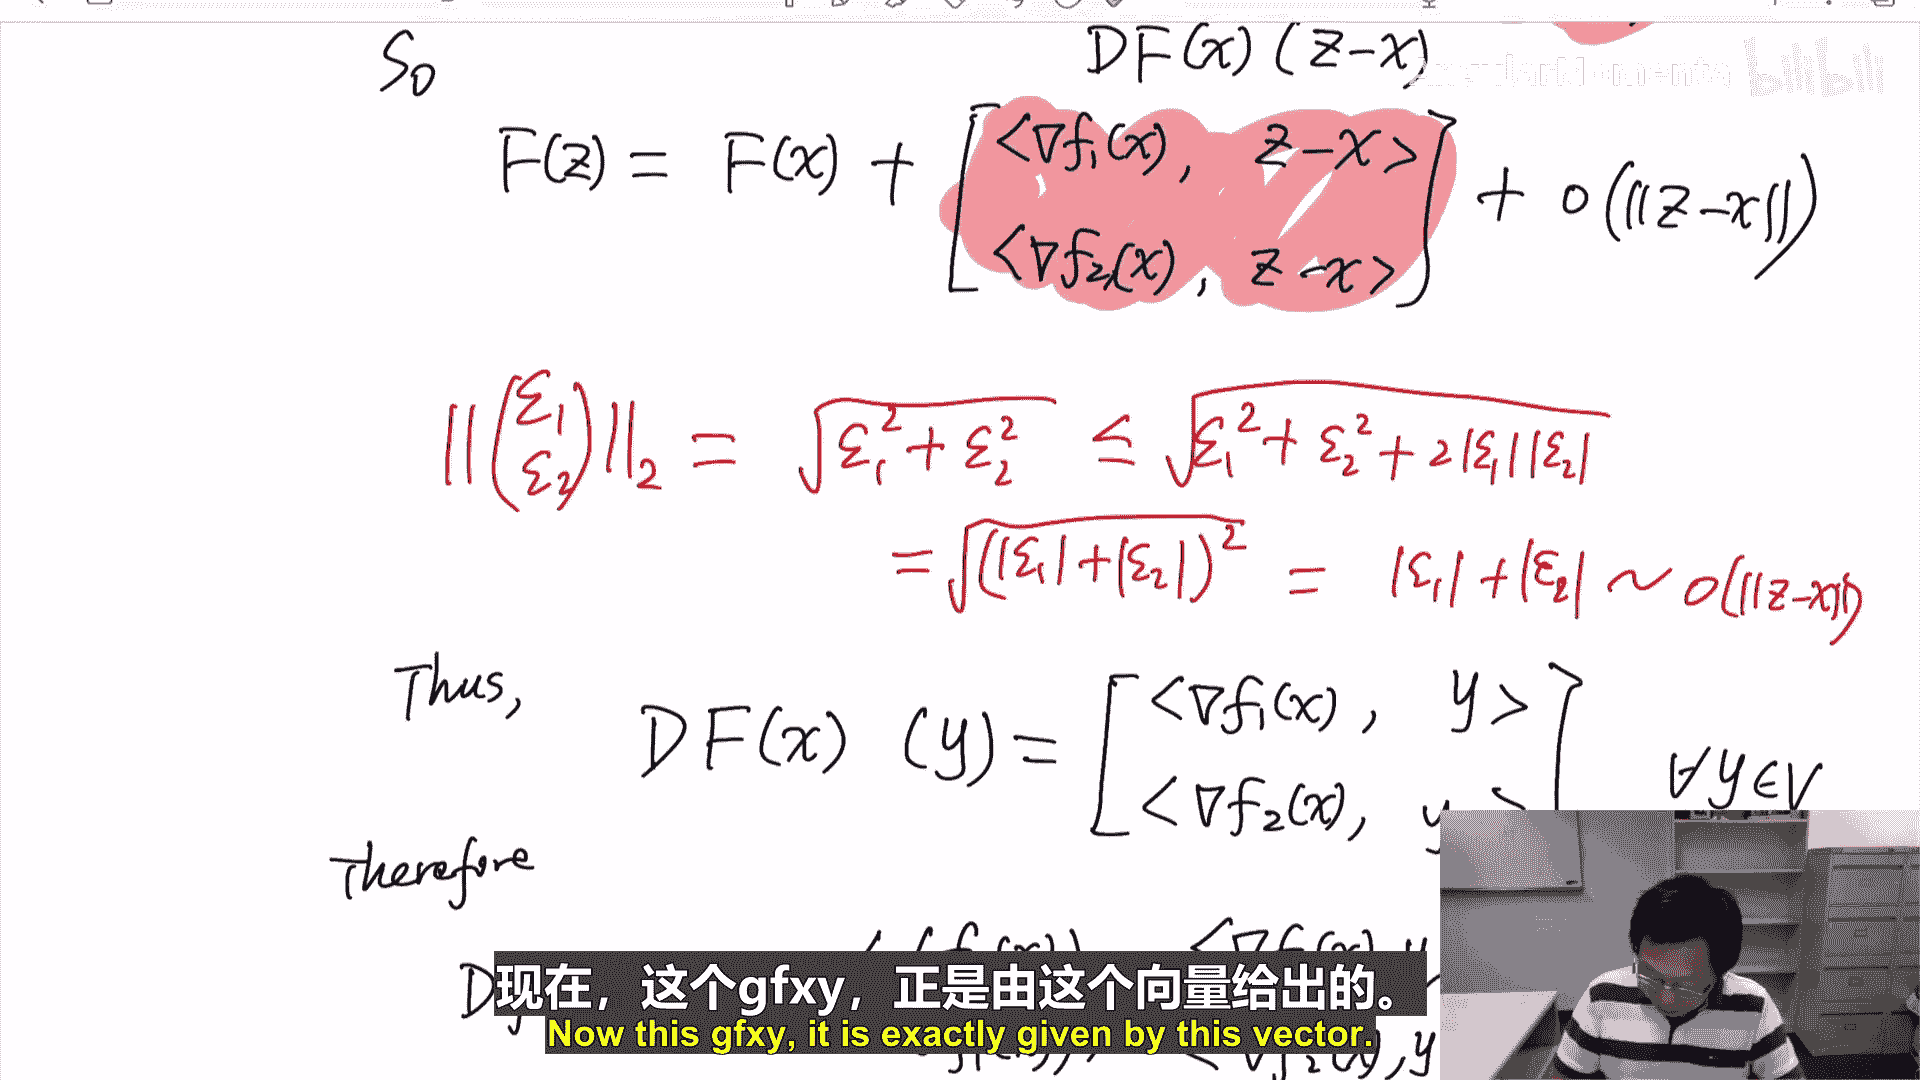 So
DF(x) (z-x)
AngularMoments bilibili
F(z) = F(x) + [<∇f₁(x), z-x> <∇f₂(x), z-x>] + o(||z-x||)
||(ε₁ ε₂)||₂ = √(ε₁² + ε₂²) ≤ √(ε₁² + ε₂² + 2|ε₁||ε₂|)
= √((|ε₁|+|ε₂|)²) = |ε₁| + |ε₂| ~ o(||z-x||)
Thus,
DF(x) (y) = [<∇f₁(x), y> <∇f₂(x), y>] ∀y∈V
Therefore
现在，这个gfxy，正是由这个向量给出的。
Now this gfxy, it is exactly given by this vector.